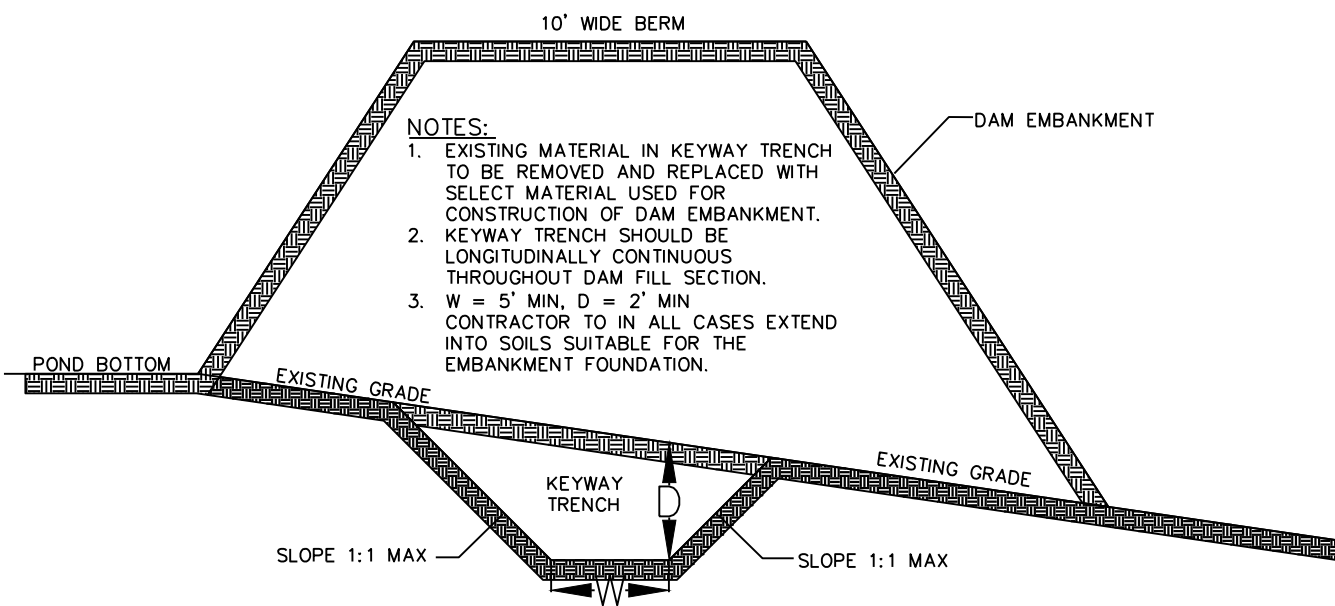 10' WIDE BERM
DAM EMBANKMENT
NOTES:
1. EXISTING MATERIAL IN KEYWAY TRENCH
TO BE REMOVED AND REPLACED WITH
SELECT MATERIAL USED FOR
CONSTRUCTION OF DAM EMBANKMENT.
2. KEYWAY TRENCH SHOULD BE
LONGITUDINALLY CONTINUOUS
THROUGHOUT DAM FILL SECTION.
3. W = 5' MIN, D = 2' MIN
CONTRACTOR TO IN ALL CASES EXTEND
INTO SOILS SUITABLE FOR THE
EMBANKMENT FOUNDATION.
POND BOTTOM
EXISTING GRADE
EXISTING GRADE
KEYWAY
TRENCH
D
SLOPE 1:1 MAX
SLOPE 1:1 MAX
W